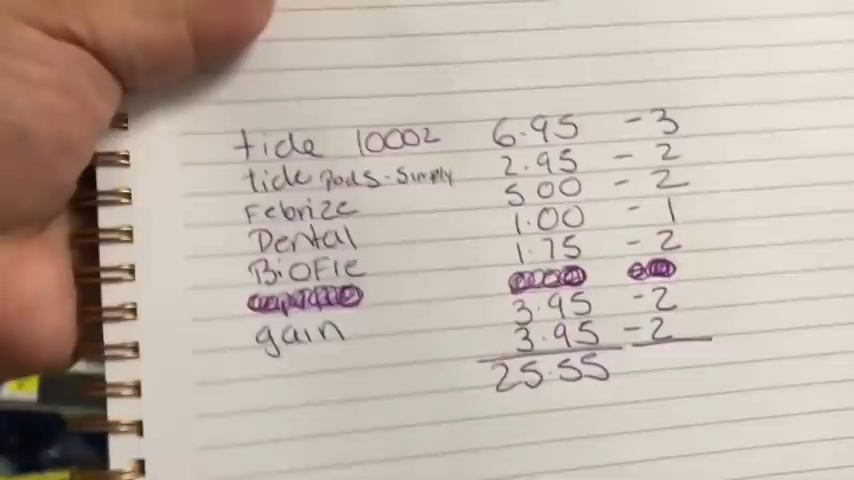 tide 100oz 6.95 - 3
tide pods-simply 2.95 - 2
Febrize 5.00 - 2
Dental 1.00 - 1
BioFie 1.75 - 2
gain 3.95 - 2
3.95 - 2
25.55